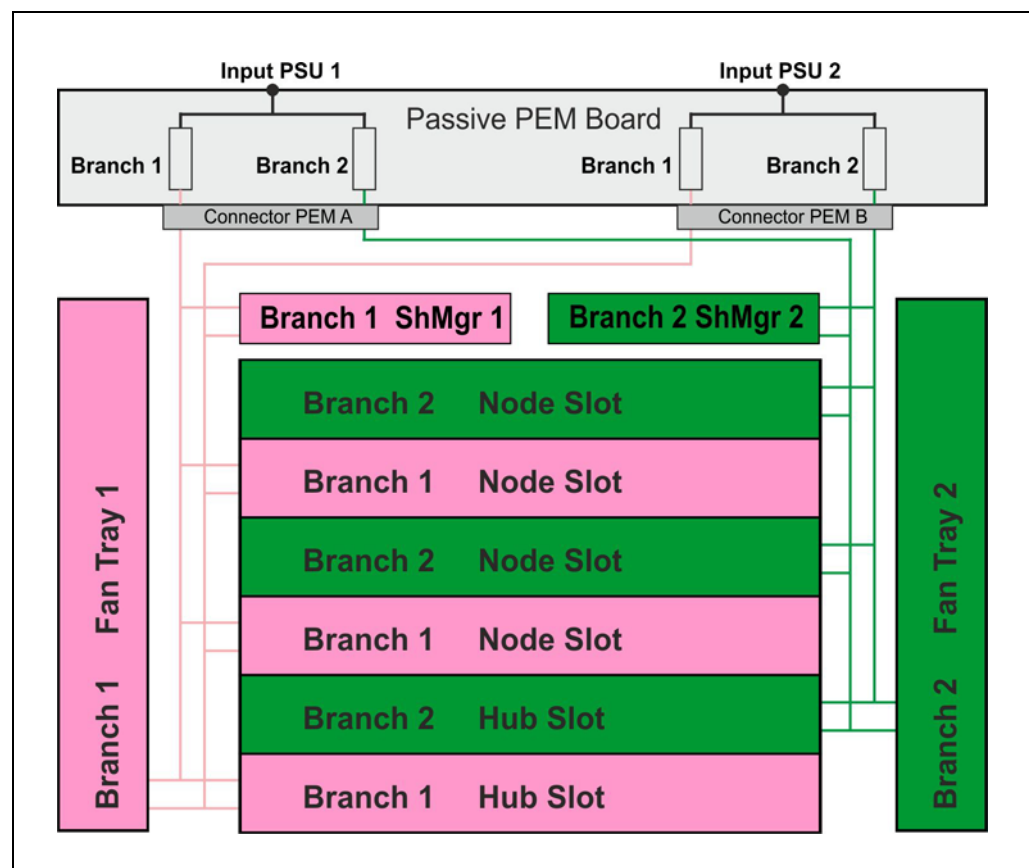 Input PSU 1
Input PSU 2
Passive PEM Board
Branch 1
Branch 2
Branch 1
Branch 2
Connector PEM A
Connector PEM B
Branch 1 ShMgr 1
Branch 2 ShMgr 2
Branch 2 Node Slot
Branch 1 Node Slot
Branch 2 Node Slot
Branch 1 Node Slot
Branch 2 Hub Slot
Branch 1 Hub Slot
Branch 1 Fan Tray 1
Branch 2 Fan Tray 2